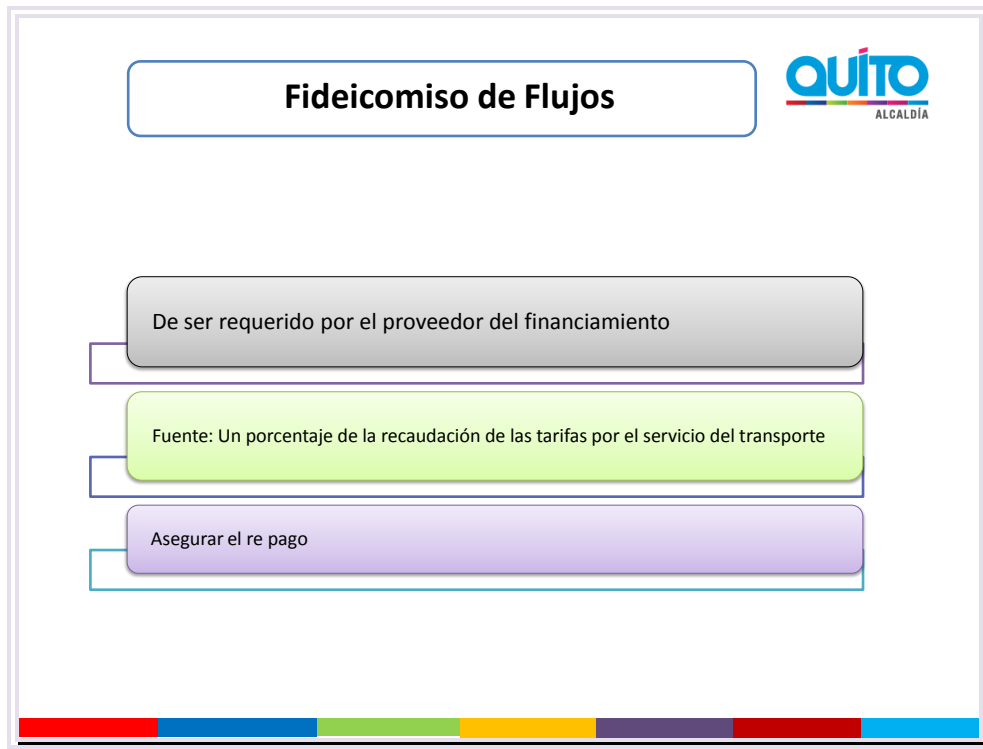 Fideicomiso de Flujos
QUITO
ALCALDÍA
De ser requerido por el proveedor del financiamiento
Fuente: Un porcentaje de la recaudación de las tarifas por el servicio del transporte
Asegurar el re pago